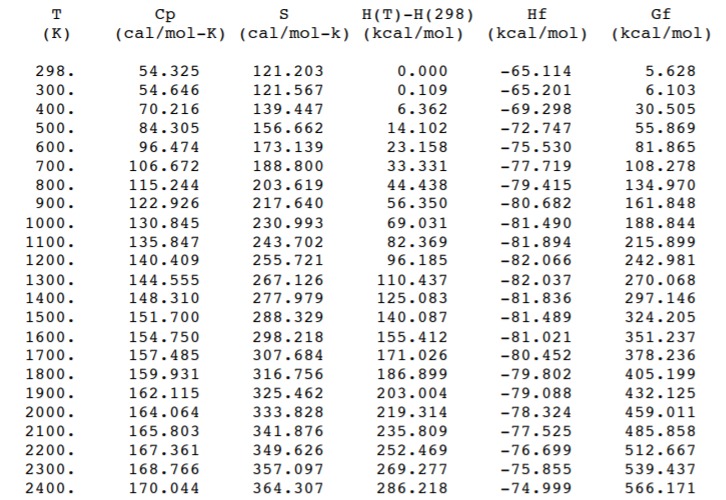 T Cp S H(T)-H(298) Hf Gf
(K) (cal/mol-K) (cal/mol-k) (kcal/mol) (kcal/mol) (kcal/mol)
298. 54.325 121.203 0.000 -65.114 5.628
300. 54.646 121.567 0.109 -65.201 6.103
400. 70.216 139.447 6.362 -69.298 30.505
500. 84.305 156.662 14.102 -72.747 55.869
600. 96.474 173.139 23.158 -75.530 81.865
700. 106.672 188.800 33.331 -77.719 108.278
800. 115.244 203.619 44.438 -79.415 134.970
900. 122.926 217.640 56.350 -80.682 161.848
1000. 130.845 230.993 69.031 -81.490 188.844
1100. 135.847 243.702 82.369 -81.894 215.899
1200. 140.409 255.721 96.185 -82.066 242.981
1300. 144.555 267.126 110.437 -82.037 270.068
1400. 148.310 277.979 125.083 -81.836 297.146
1500. 151.700 288.329 140.087 -81.489 324.205
1600. 154.750 298.218 155.412 -81.021 351.237
1700. 157.485 307.684 171.026 -80.452 378.236
1800. 159.931 316.756 186.899 -79.802 405.199
1900. 162.115 325.462 203.004 -79.088 432.125
2000. 164.064 333.828 219.314 -78.324 459.011
2100. 165.803 341.876 235.809 -77.525 485.858
2200. 167.361 349.626 252.469 -76.699 512.667
2300. 168.766 357.097 269.277 -75.855 539.437
2400. 170.044 364.307 286.218 -74.999 566.171